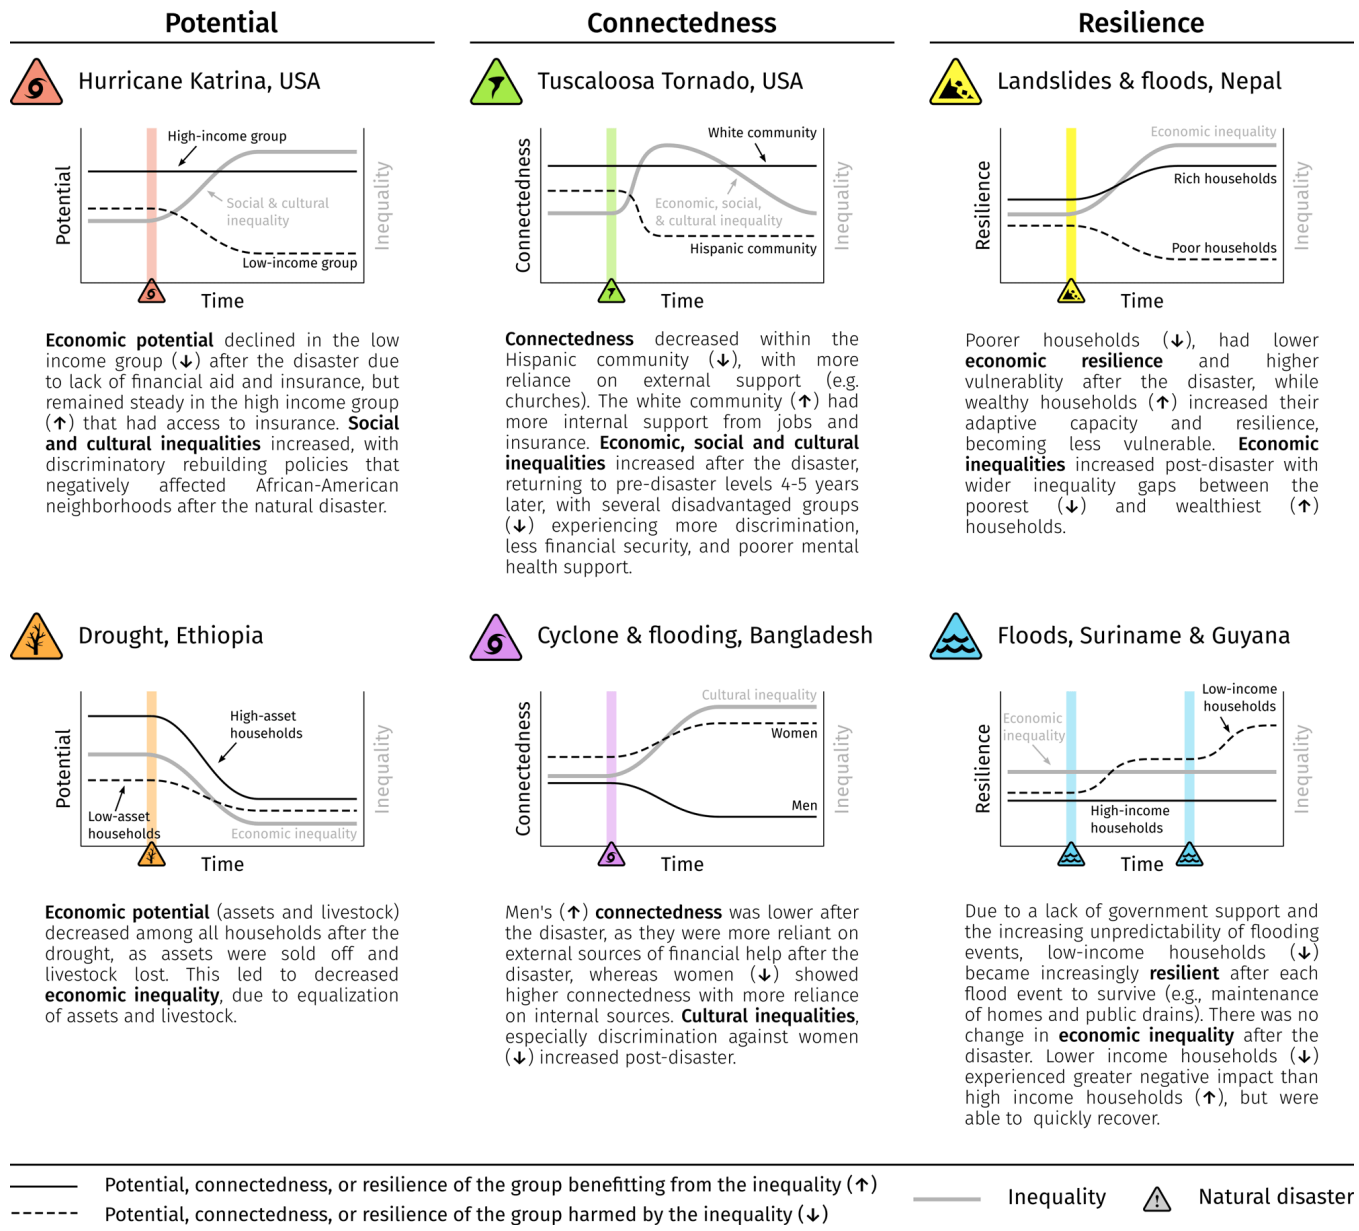 Potential
Hurricane Katrina, USA
High-income group
Social & cultural
inequality
Low-income group
Potential
Inequality
Time
Economic potential declined in the low
income group (↓) after the disaster due
to lack of financial aid and insurance, but
remained steady in the high income group
(↑) that had access to insurance. Social
and cultural inequalities increased, with
discriminatory rebuilding policies that
negatively affected African-American
neighborhoods after the natural disaster.
Drought, Ethiopia
High-asset
households
Low-asset
households
Economic inequality
Potential
Inequality
Time
Economic potential (assets and livestock)
decreased among all households after the
drought, as assets were sold off and
livestock lost. This led to decreased
economic inequality, due to equalization
of assets and livestock.
Connectedness
Tuscaloosa Tornado, USA
White community
Economic, social,
& cultural inequality
Hispanic community
Connectedness
Inequality
Time
Connectedness decreased within the
Hispanic community (↓), with more
reliance on external support (e.g.
churches). The white community (↑) had
more internal support from jobs and
insurance. Economic, social and cultural
inequalities increased after the disaster,
returning to pre-disaster levels 4-5 years
later, with several disadvantaged groups
(↓) experiencing more discrimination,
less financial security, and poorer mental
health support.
Cyclone & flooding, Bangladesh
Cultural inequality
Women
Men
Connectedness
Inequality
Time
Men's (↑) connectedness was lower after
the disaster, as they were more reliant on
external sources of financial help after the
disaster, whereas women (↓) showed
higher connectedness with more reliance
on internal sources. Cultural inequalities,
especially discrimination against women
(↓) increased post-disaster.
Resilience
Landslides & floods, Nepal
Economic inequality
Rich households
Poor households
Resilience
Inequality
Time
Poorer households (↓), had lower
economic resilience and higher
vulnerablity after the disaster, while
wealthy households (↑) increased their
adaptive capacity and resilience,
becoming less vulnerable. Economic
inequalities increased post-disaster with
wider inequality gaps between the
poorest (↓) and wealthiest (↑)
households.
Floods, Suriname & Guyana
Low-income
households
Economic
inequality
High-income
households
Resilience
Inequality
Time
Due to a lack of government support and
the increasing unpredictability of flooding
events, low-income households (↓)
became increasingly resilient after each
flood event to survive (e.g., maintenance
of homes and public drains). There was no
change in economic inequality after the
disaster. Lower income households (↓)
experienced greater negative impact than
high income households (↑), but were
able to quickly recover.
Potential, connectedness, or resilience of the group benefitting from the inequality (↑)
Potential, connectedness, or resilience of the group harmed by the inequality (↓)
Inequality
Natural disaster